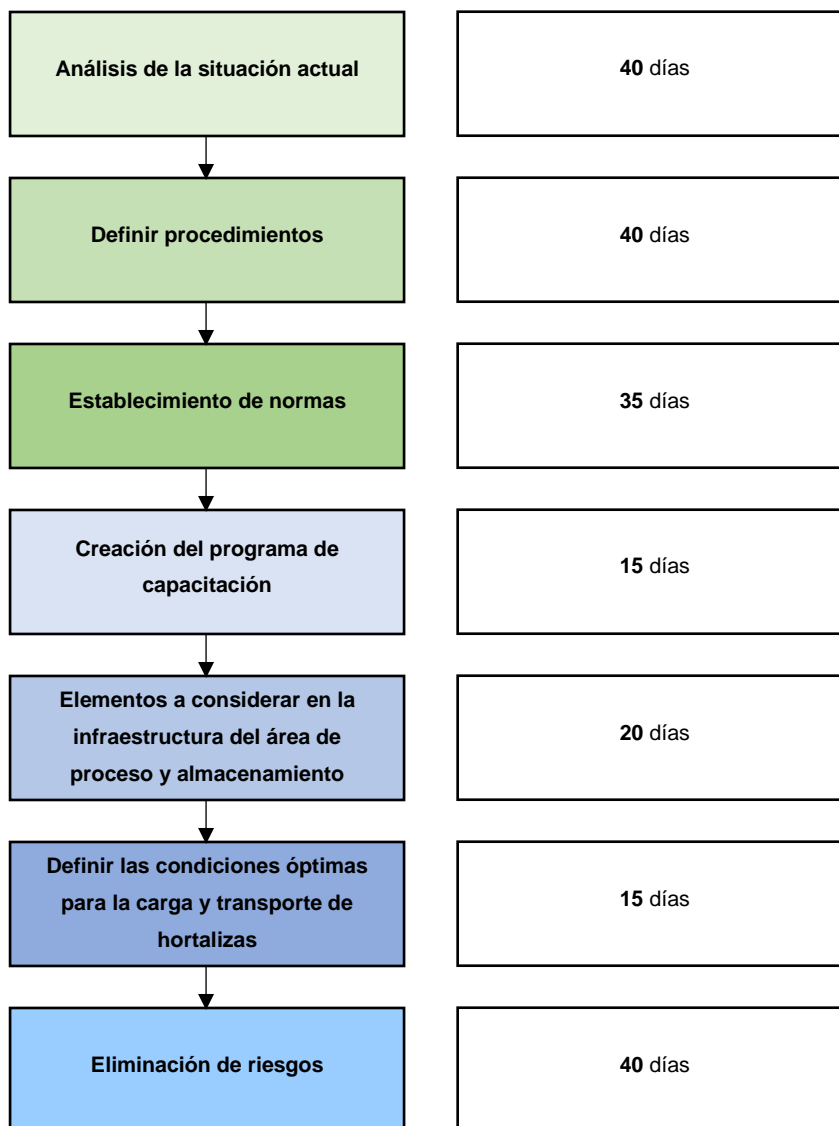 Análisis de la situación actual
40 días
Definir procedimientos
40 días
Establecimiento de normas
35 días
Creación del programa de
capacitación
15 días
Elementos a considerar en la
infraestructura del área de
proceso y almacenamiento
20 días
Definir las condiciones óptimas
para la carga y transporte de
hortalizas
15 días
Eliminación de riesgos
40 días